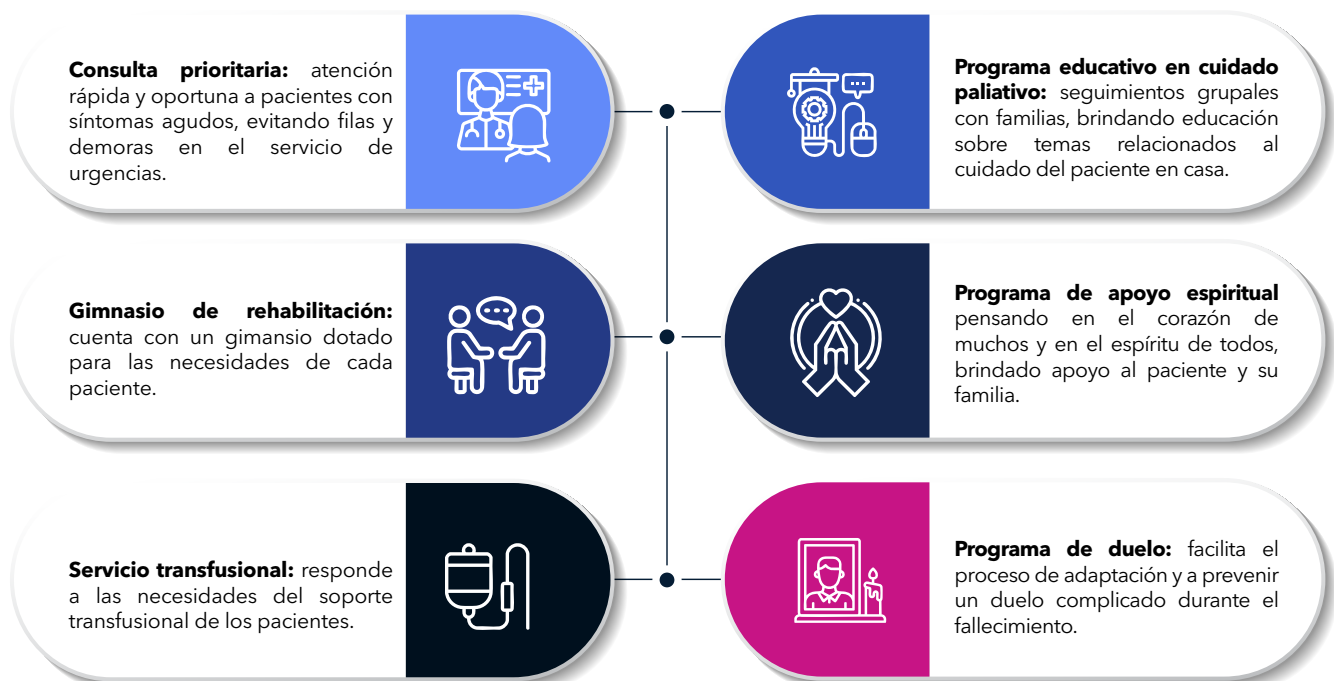 Consulta prioritaria: atención
rápida y oportuna a pacientes con
síntomas agudos, evitando filas y
demoras en el servicio de
urgencias.
Programa educativo en cuidado
paliativo: seguimientos grupales
con familias, brindando educación
sobre temas relacionados al
cuidado del paciente en casa.
Gimnasio de rehabilitación:
cuenta con un gimansio dotado
para las necesidades de cada
paciente.
Programa de apoyo espiritual
pensando en el corazón de
muchos y en el espíritu de todos,
brindado apoyo al paciente y su
familia.
Servicio transfusional: responde
a las necesidades del soporte
transfusional de los pacientes.
Programa de duelo: facilita el
proceso de adaptación y a prevenir
un duelo complicado durante el
fallecimiento.